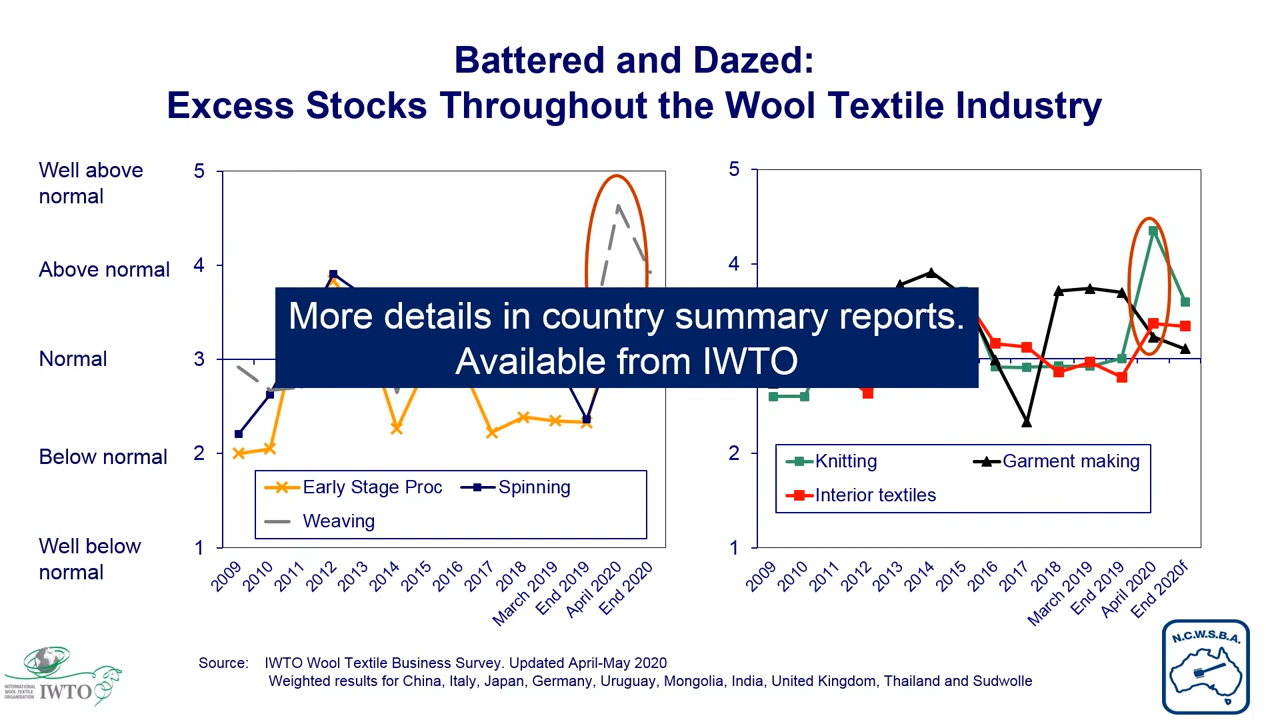 Battered and Dazed:
Excess Stocks Throughout the Wool Textile Industry
Well above
normal
Above normal
Normal
Below normal
Well below
normal
5
4
3
2
1
Early Stage Proc
Spinning
Weaving
2009
2010
2011
2012
2013
2014
2015
2016
2017
2018
March 2019
End 2019
April 2020
End 2020
More details in country summary reports.
Available from IWTO
5
4
2
1
Knitting
Garment making
Interior textiles
2009
2010
2011
2012
2013
2014
2015
2016
2017
2018
March 2019
End 2019
April 2020
End 2020f
Source: IWTO Wool Textile Business Survey. Updated April-May 2020
Weighted results for China, Italy, Japan, Germany, Uruguay, Mongolia, India, United Kingdom, Thailand and Sudwolle
INTERNATIONAL
WOOL TEXTILE
ORGANISATION
IWTO
N.C.W.S.B.A.